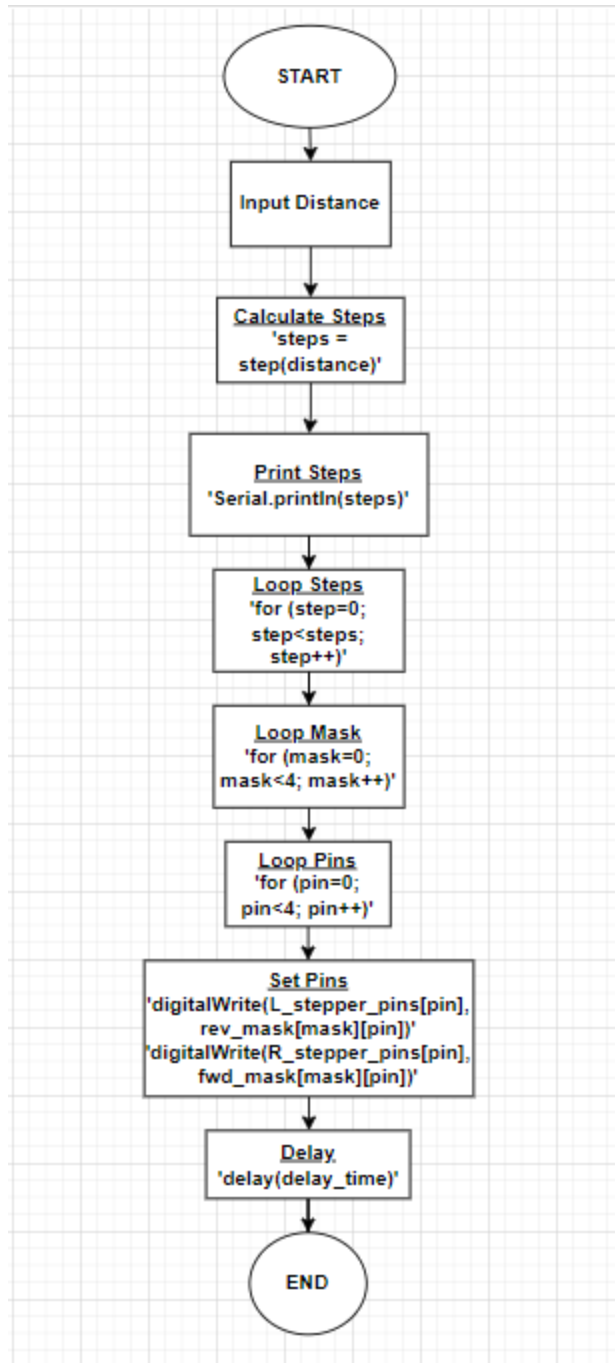 START
Input Distance
Calculate Steps
'steps =
step(distance)'
Print Steps
'Serial.println(steps)'
Loop Steps
'for (step=0;
step<steps;
step++)'
Loop Mask
'for (mask=0;
mask<4; mask++)'
Loop Pins
'for (pin=0;
pin<4; pin++)'
Set Pins
'digitalWrite(L_stepper_pins[pin],
rev_mask[mask][pin])'
'digitalWrite(R_stepper_pins[pin],
fwd_mask[mask][pin])'
Delay
'delay(delay_time)'
END